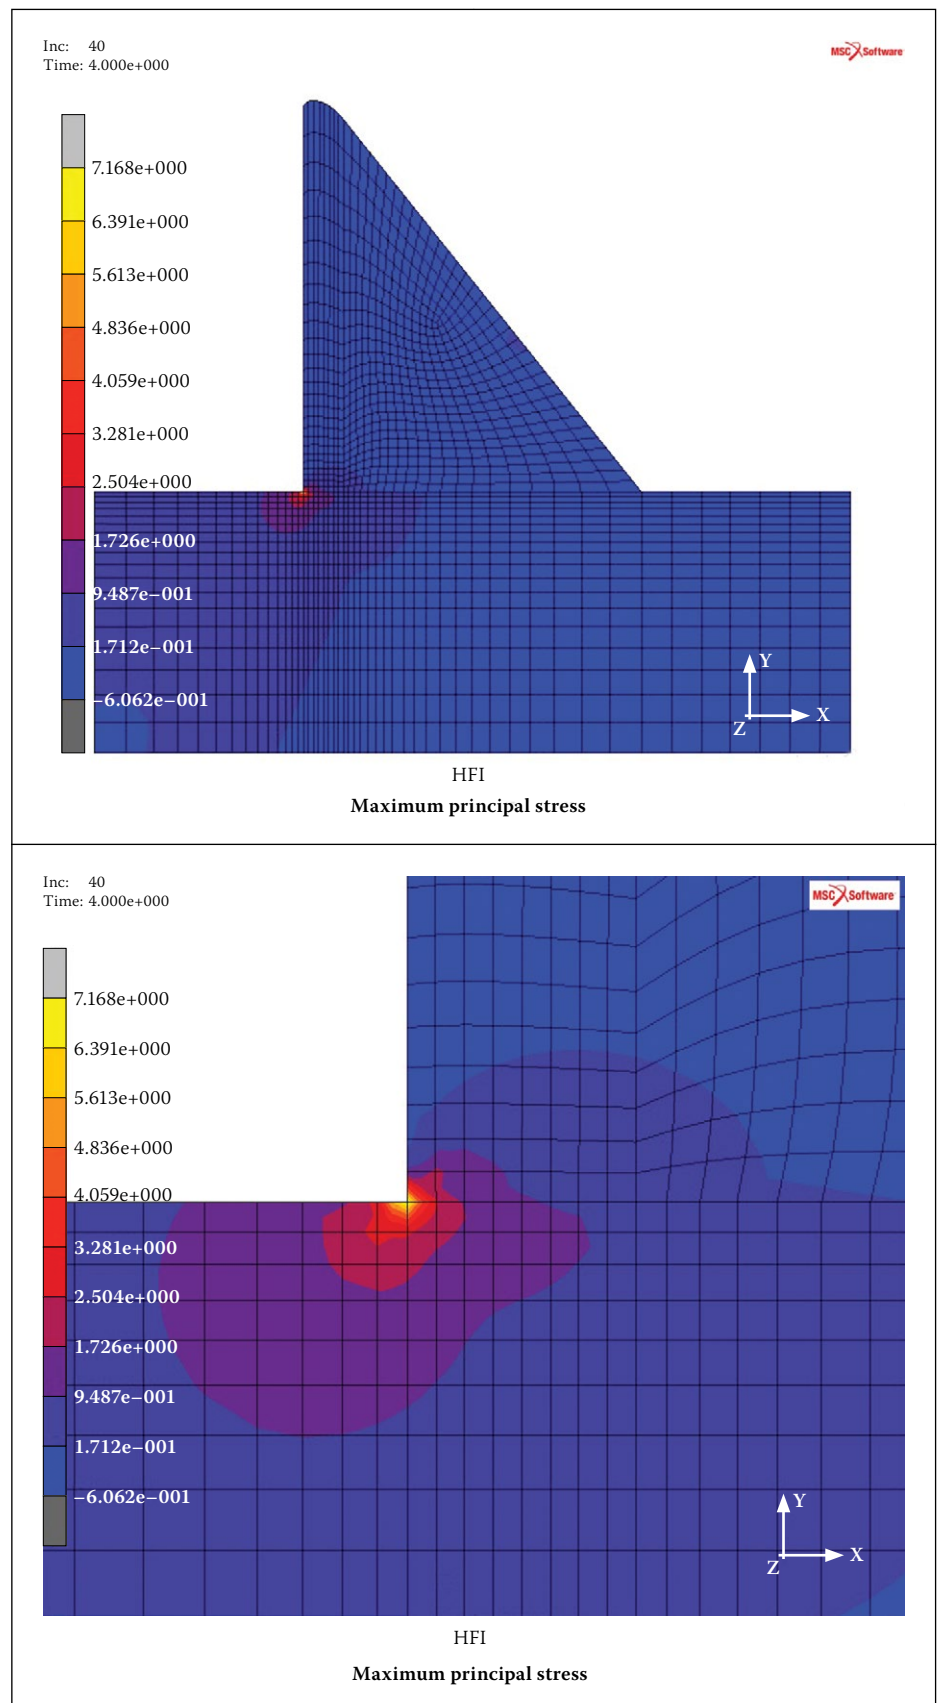 Inc: 40
Time: 4.000e+000
MSC Software
7.168e+000
6.391e+000
5.613e+000
4.836e+000
4.059e+000
3.281e+000
2.504e+000
1.726e+000
9.487e−001
1.712e−001
−6.062e−001
Y
Z X
HFI
Maximum principal stress
Inc: 40
Time: 4.000e+000
MSC Software
7.168e+000
6.391e+000
5.613e+000
4.836e+000
4.059e+000
3.281e+000
2.504e+000
1.726e+000
9.487e−001
1.712e−001
−6.062e−001
Y
Z X
HFI
Maximum principal stress